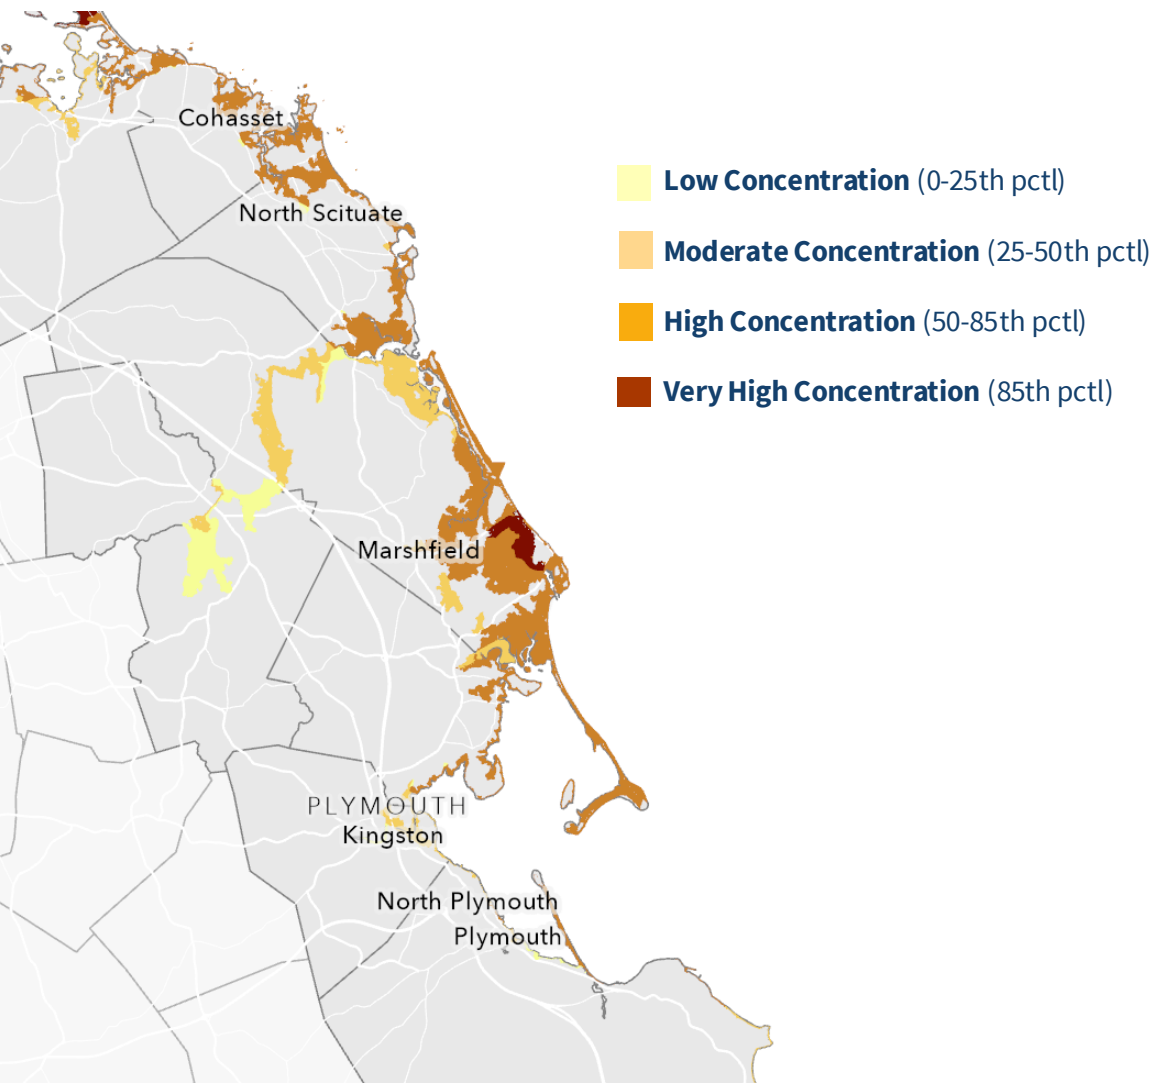 Cohasset
North Scituate
Marshfield
PLYMOUTH
Kingston
North Plymouth
Plymouth
Low Concentration (0-25th pctl)
Moderate Concentration (25-50th pctl)
High Concentration (50-85th pctl)
Very High Concentration (85th pctl)